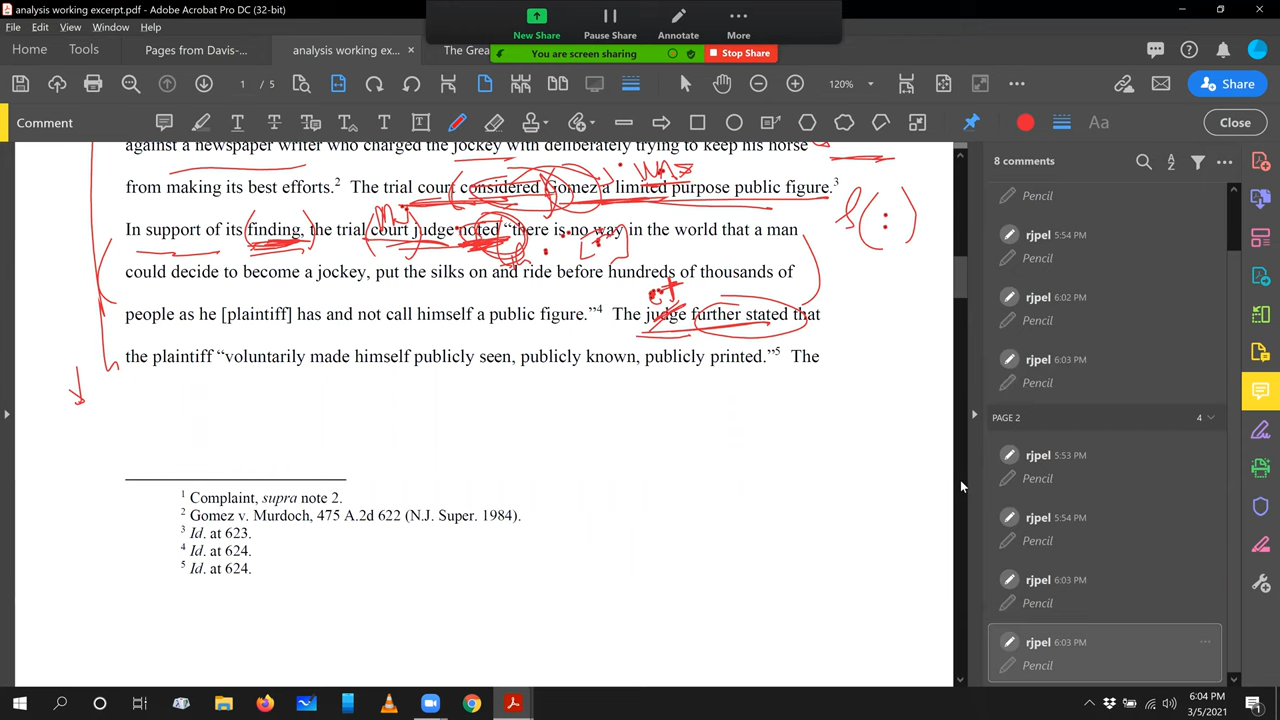 analysis working excerpt.pdf - Adobe Acrobat Pro DC (32-bit)
File Edit View Window Help
New Share Pause Share Annotate More
You are screen sharing Stop Share
Home Tools Pages from Davis-... analysis working exc... × The Grea
1 / 5 120% Share
Comment Aa Close
against a newspaper writer who charged the jockey with deliberately trying to keep his horse
was
from making its best efforts.2 The trial court considered Gomez a limited purpose public figure.3
In support of its finding, the trial court judge noted “there is no way in the world that a man
could decide to become a jockey, put the silks on and ride before hundreds of thousands of
ct
people as he [plaintiff] has and not call himself a public figure.”4 The judge further stated that
the plaintiff “voluntarily made himself publicly seen, publicly known, publicly printed.”5 The
1 Complaint, supra note 2.
2 Gomez v. Murdoch, 475 A.2d 622 (N.J. Super. 1984).
3 Id. at 623.
4 Id. at 624.
5 Id. at 624.
8 comments
Pencil
rjpel 5:54 PM
Pencil
rjpel 6:02 PM
Pencil
rjpel 6:03 PM
Pencil
PAGE 2 4
rjpel 5:53 PM
Pencil
rjpel 5:54 PM
Pencil
rjpel 6:03 PM
Pencil
rjpel 6:03 PM
Pencil
6:04 PM
3/5/2021